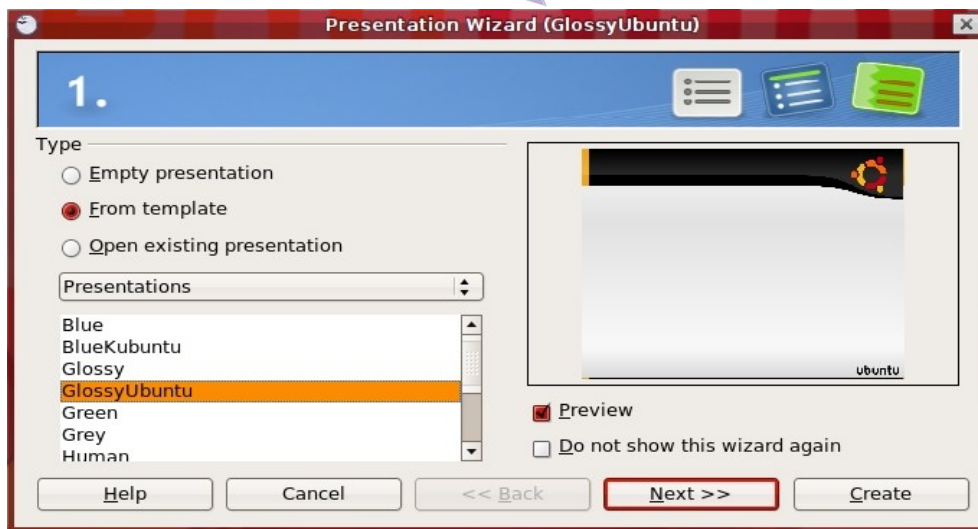 Presentation Wizard (GlossyUbuntu)
1.
Type
Empty presentation
From template
Open existing presentation
Presentations
Blue
BlueKubuntu
Glossy
GlossyUbuntu
Green
Grey
Human
ubuntu
Preview
Do not show this wizard again
Help
Cancel
<< Back
Next >>
Create